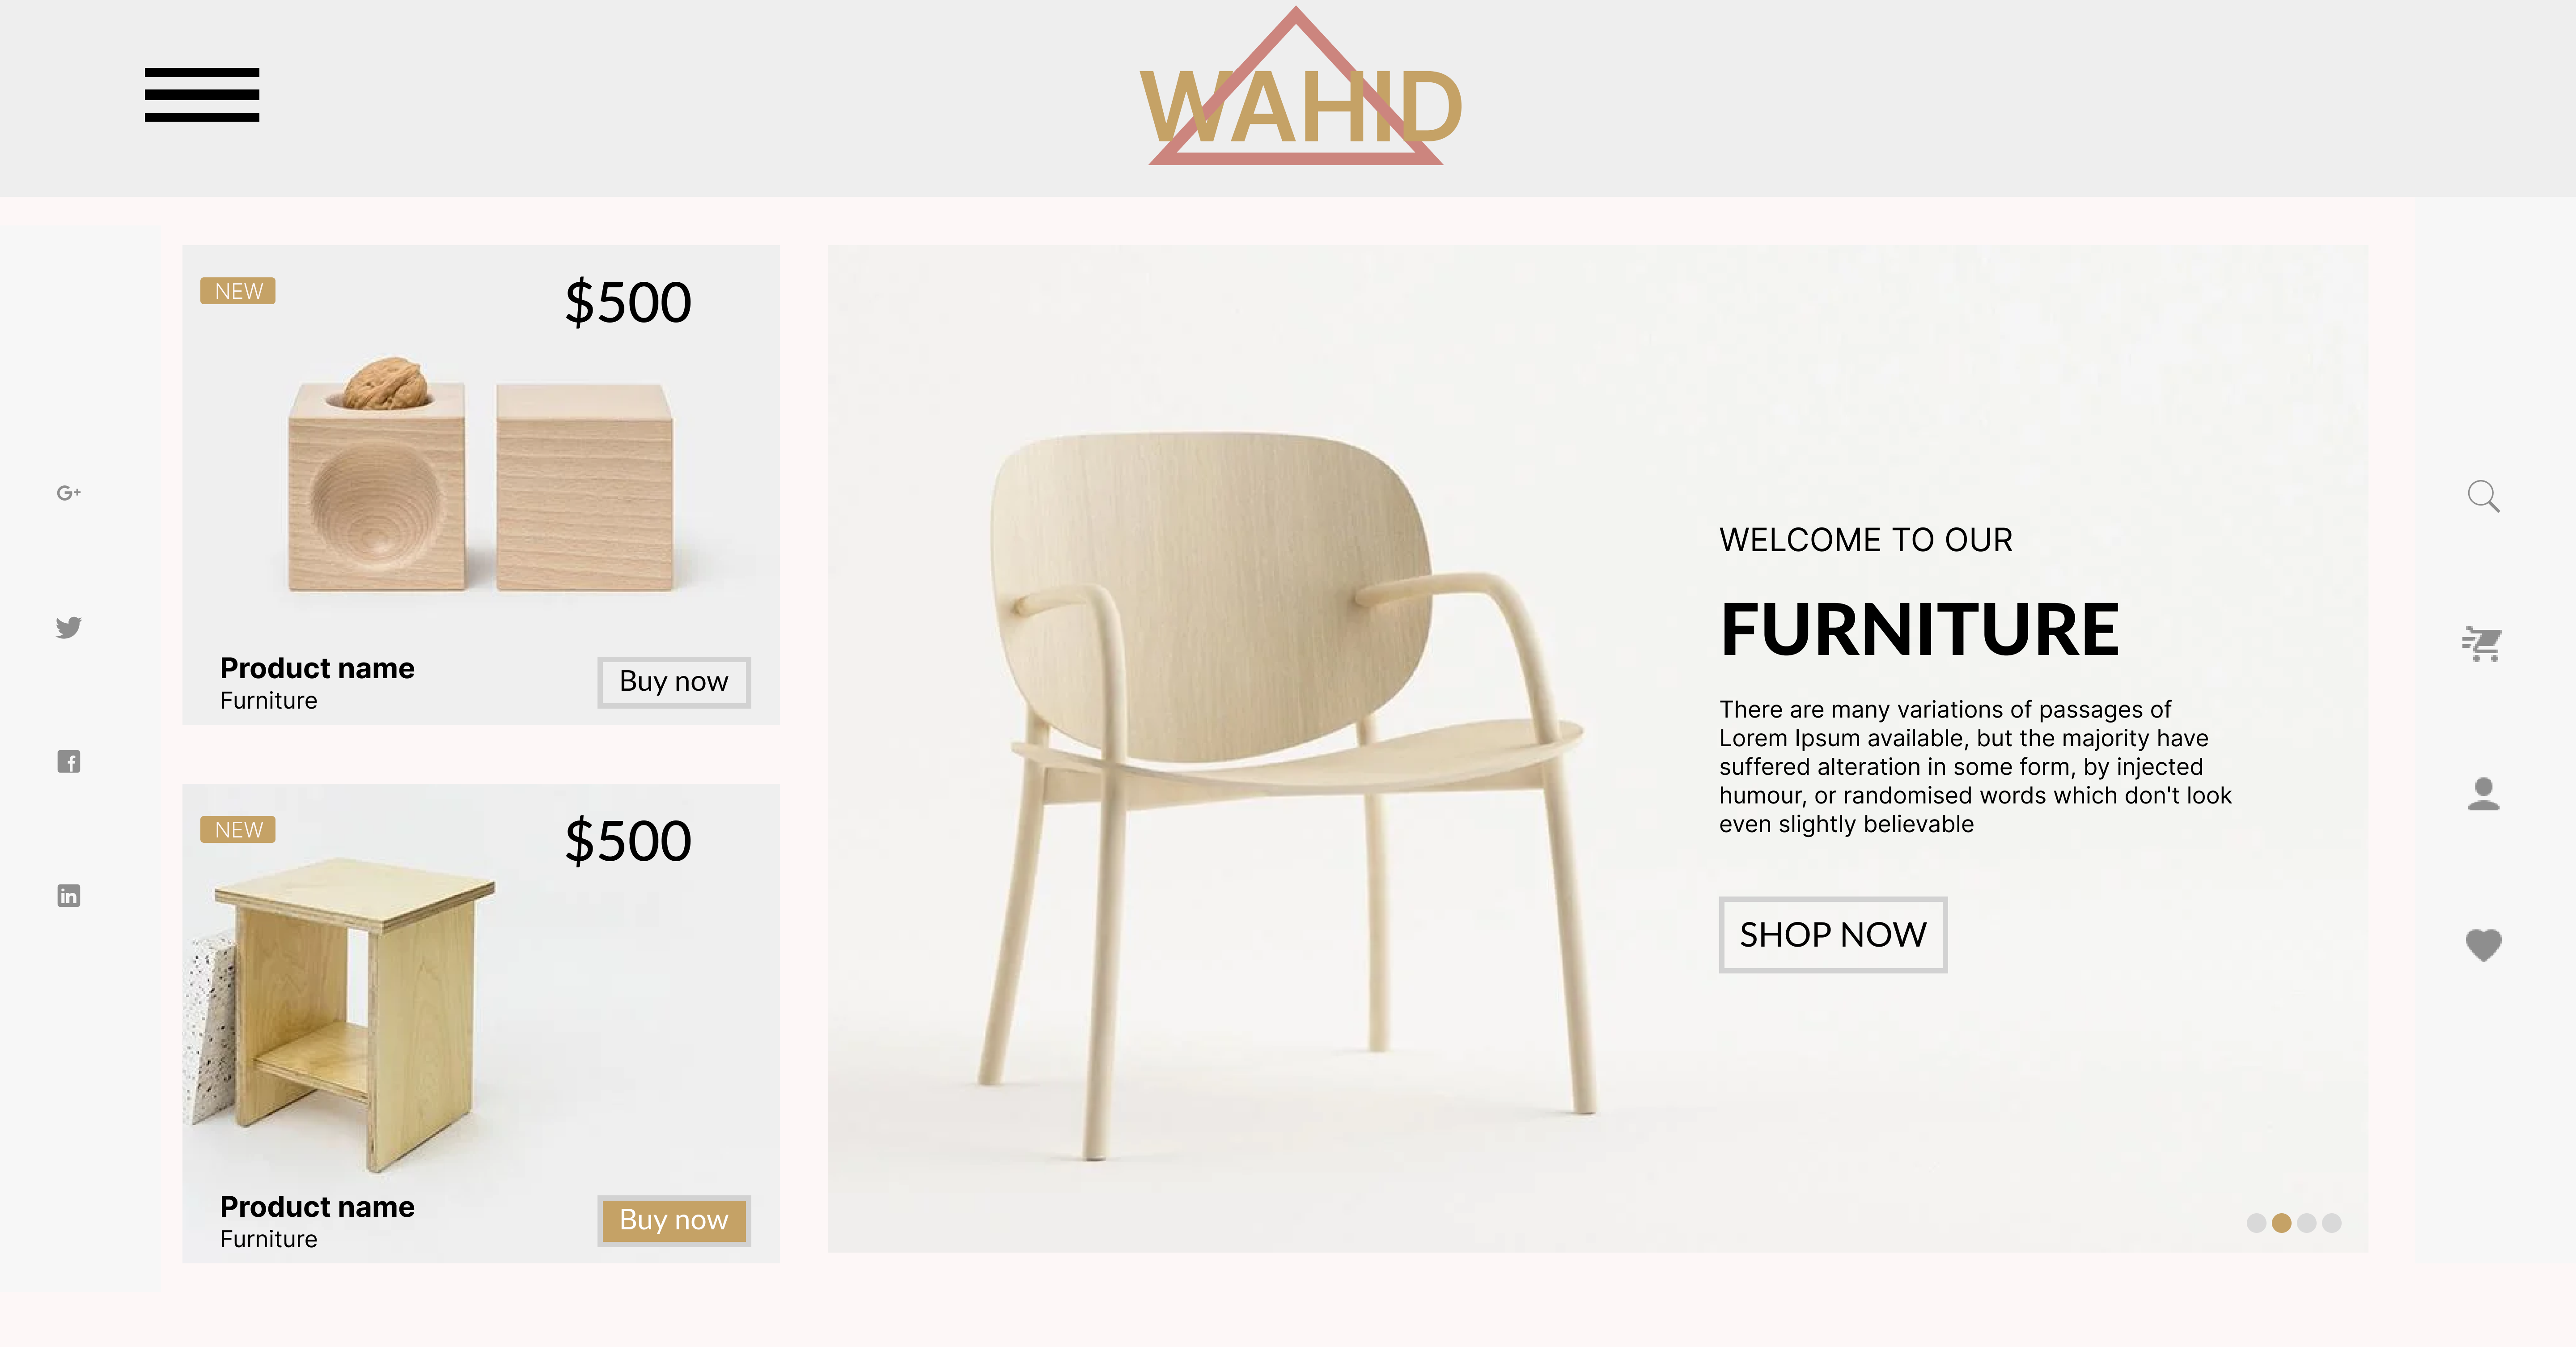 WAHID
NEW
$500
Product name
Furniture
Buy now
NEW
$500
Product name
Furniture
Buy now
WELCOME TO OUR
FURNITURE
There are many variations of passages of
Lorem Ipsum available, but the majority have
suffered alteration in some form, by injected
humour, or randomised words which don't look
even slightly believable
SHOP NOW